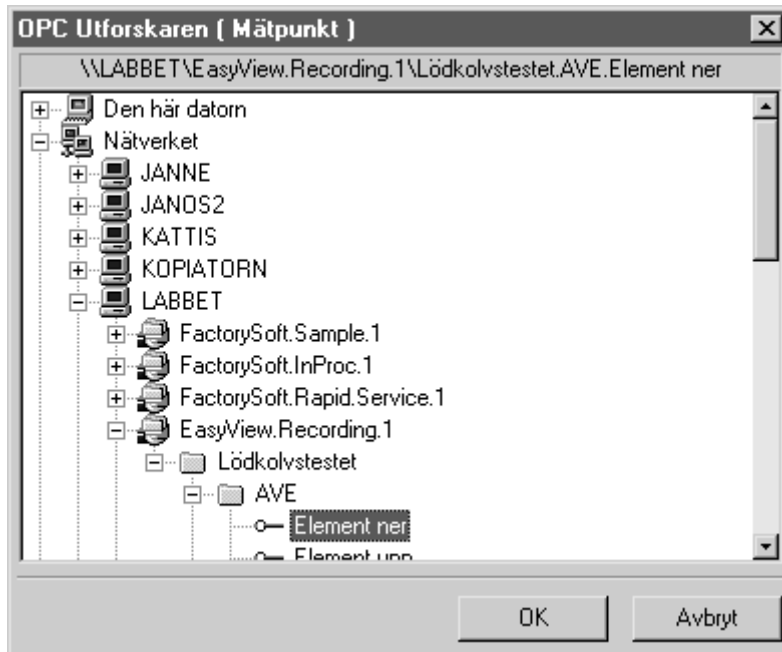 OPC Utforskaren ( Mätpunkt )
\\LABBET\EasyView.Recording.1\Lödkolvstestet.AVE.Element ner
Den här datorn
Nätverket
JANNE
JANOS2
KATTIS
KOPIATORN
LABBET
FactorySoft.Sample.1
FactorySoft.InProc.1
FactorySoft.Rapid.Service.1
EasyView.Recording.1
Lödkolvstestet
AVE
Element ner
Element upp
OK
Avbryt